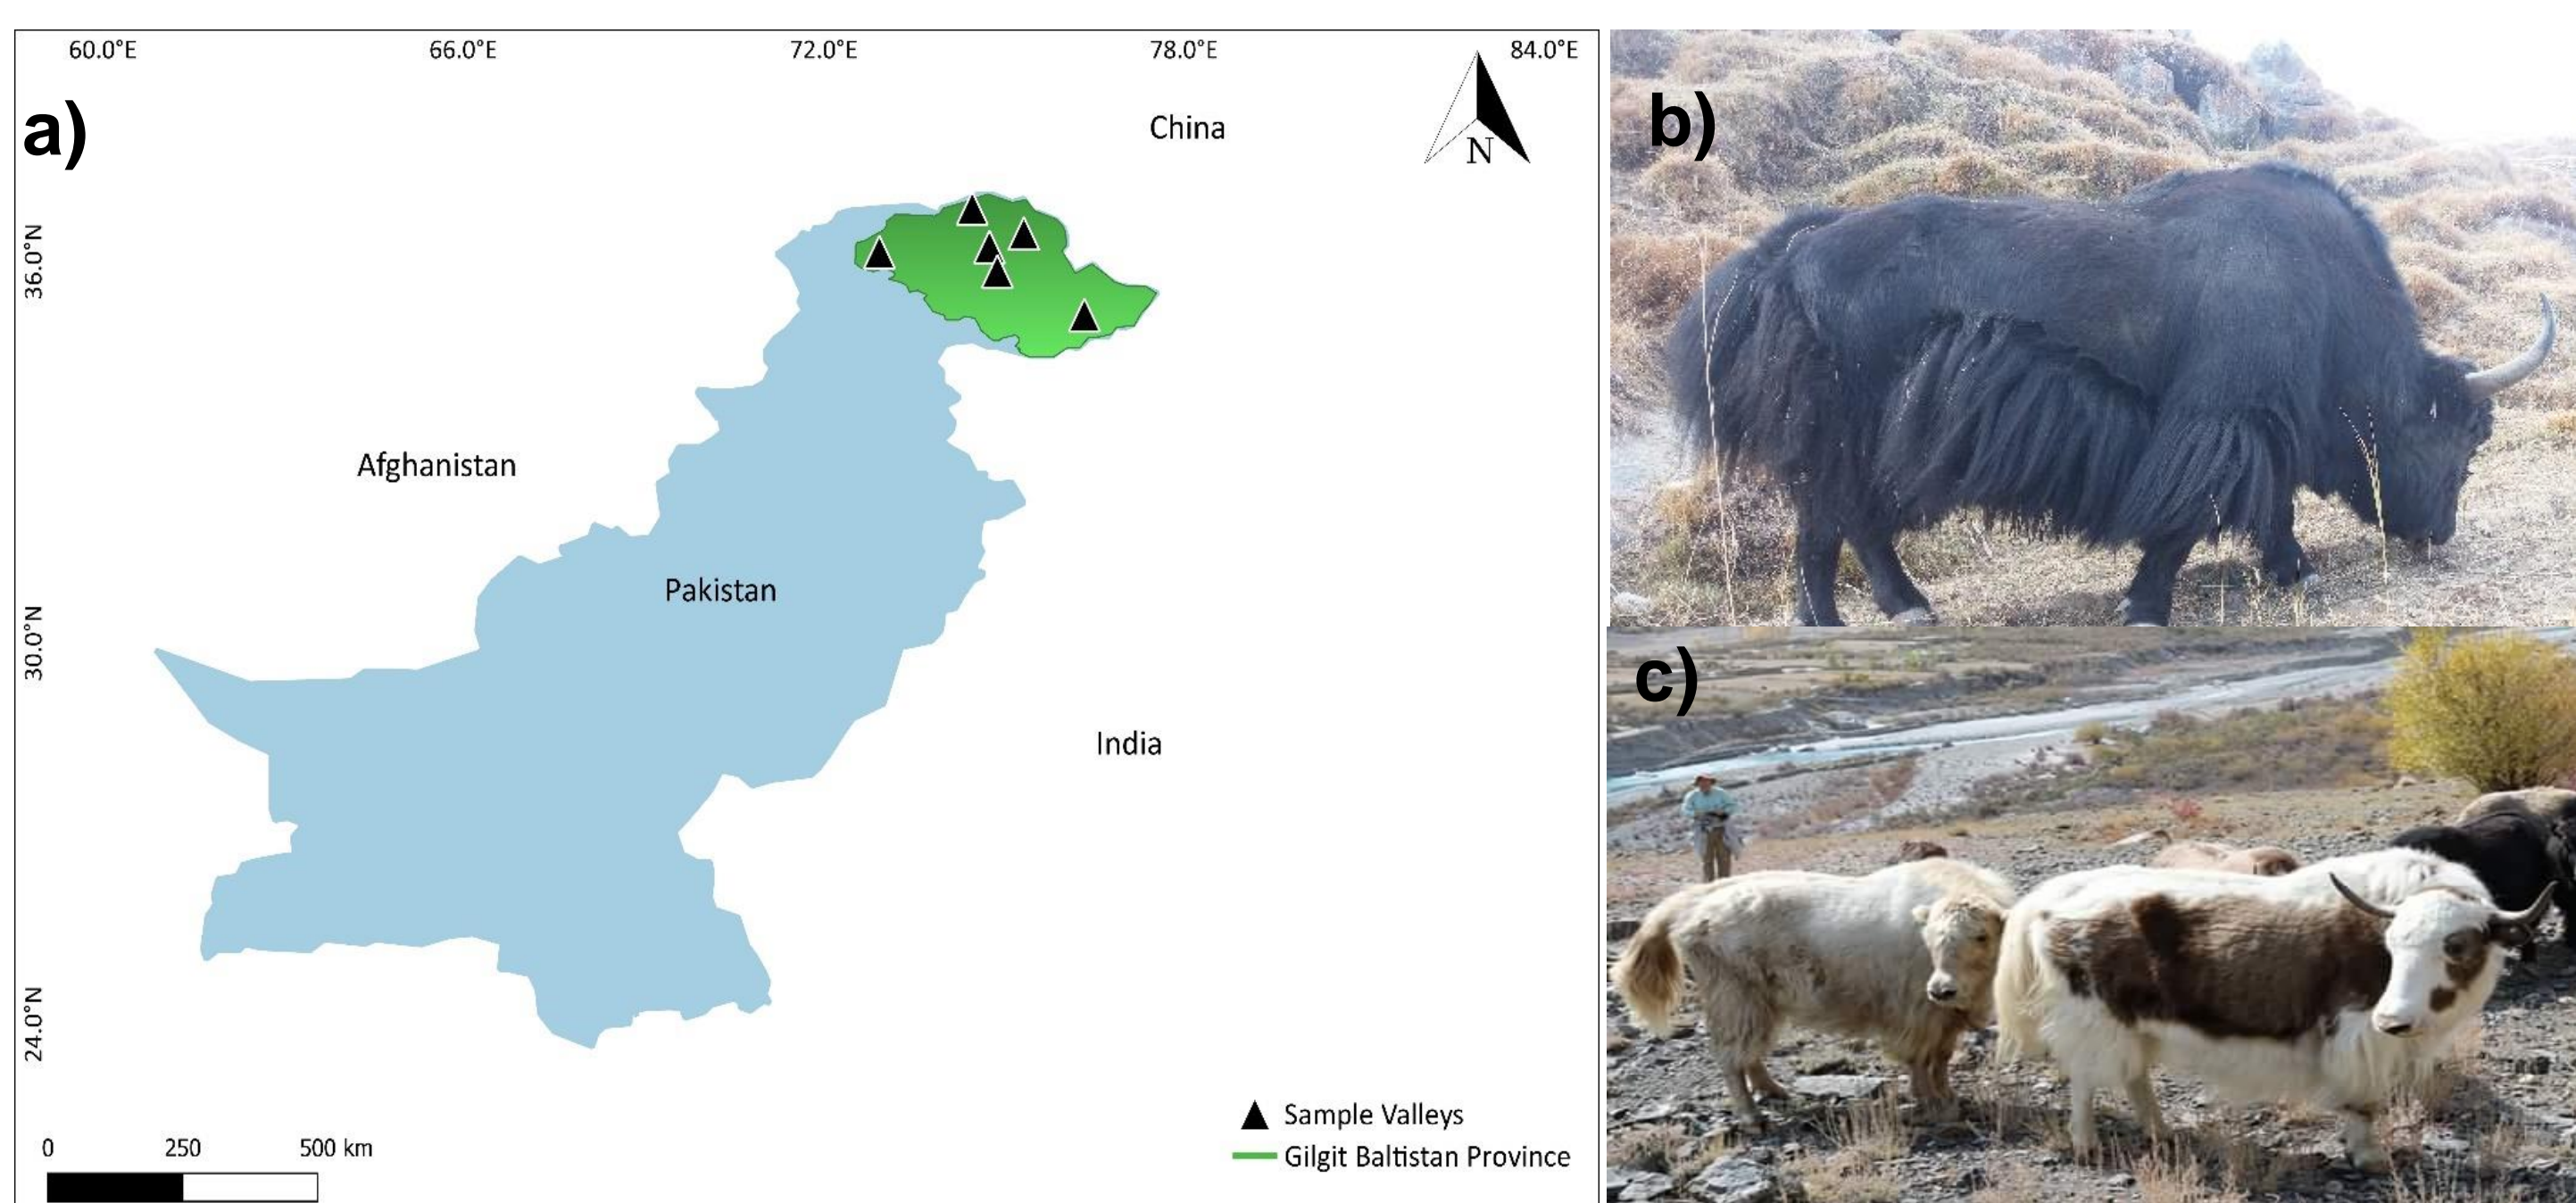 60.0°E 66.0°E 72.0°E 78.0°E 84.0°E
a)
China
N
36.0°N
Afghanistan
Pakistan
30.0°N
India
24.0°N
Sample Valleys
Gilgit Baltistan Province
0 250 500 km
b)
c)